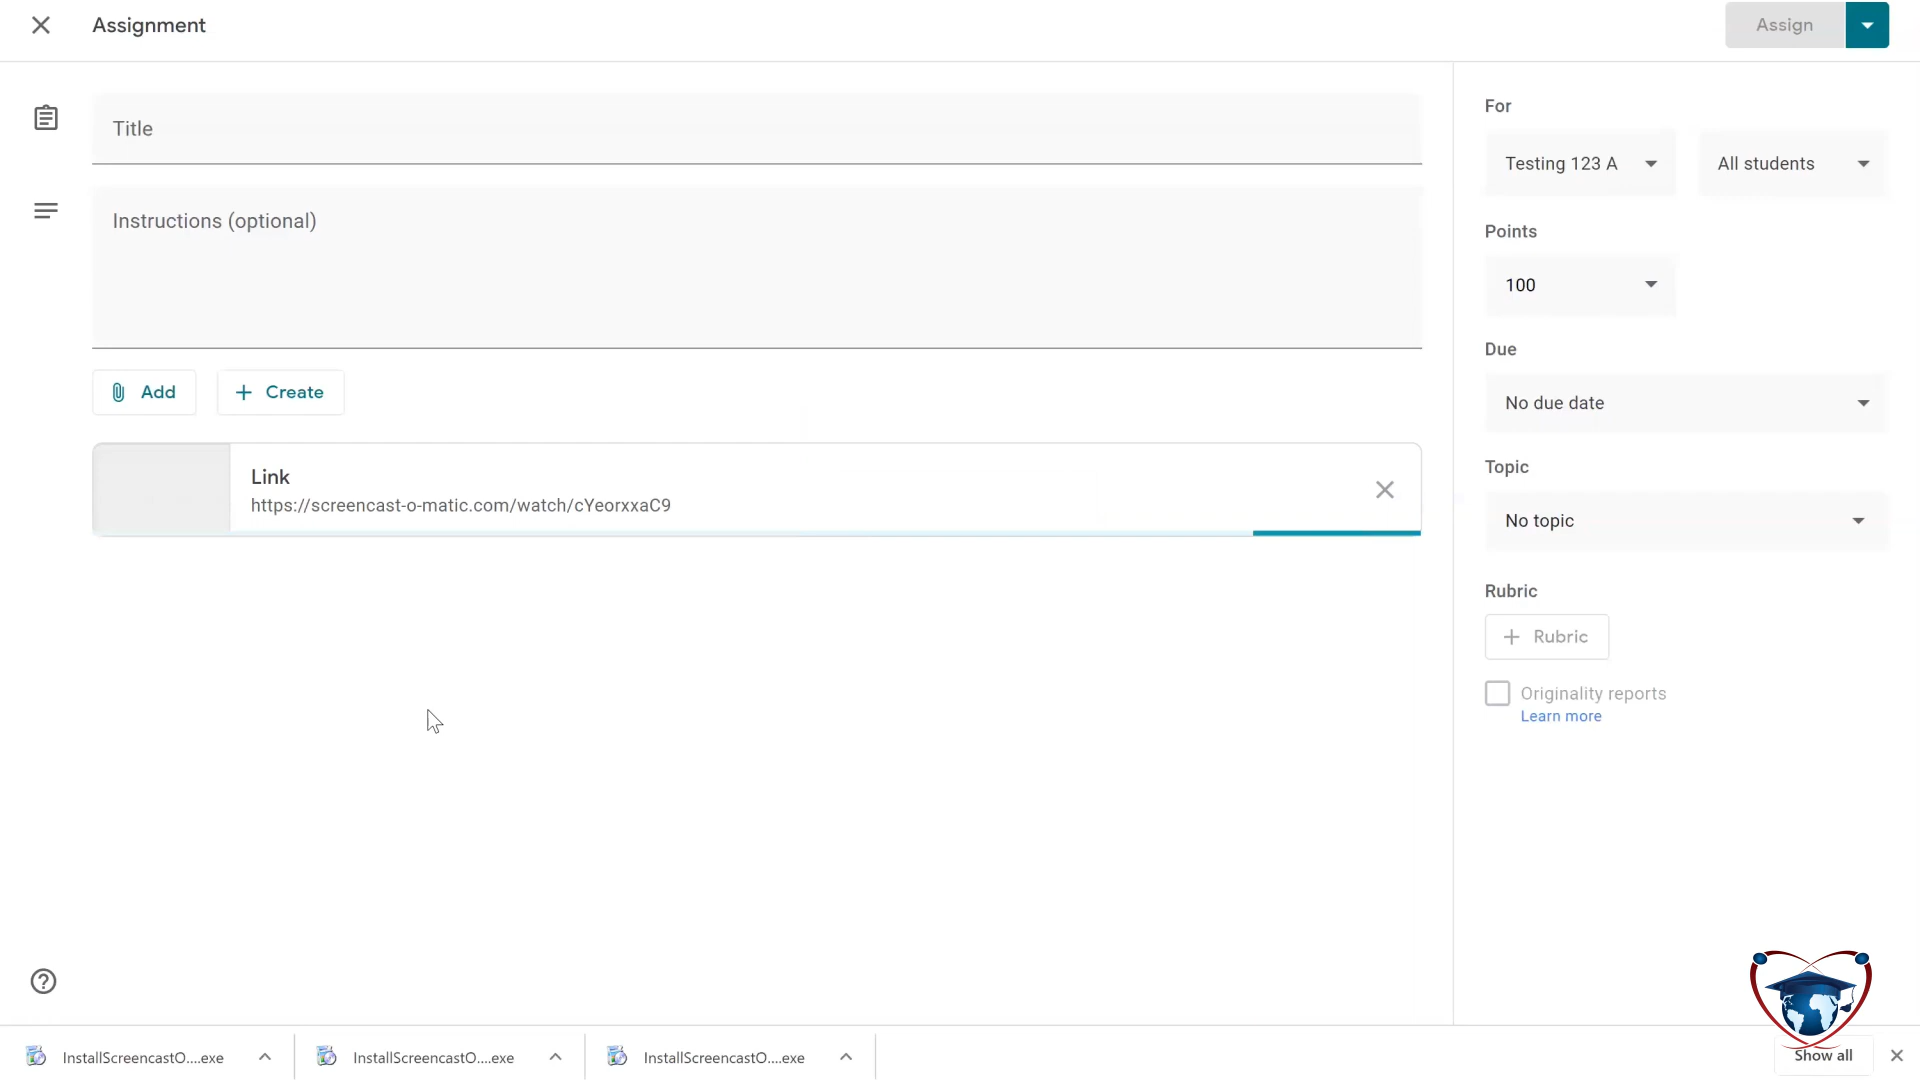 Assignment
Assign
Title
Instructions (optional)
Add
Create
Link
https://screencast-o-matic.com/watch/cYeorxxaC9
For
Testing 123 A
All students
Points
100
Due
No due date
Topic
No topic
Rubric
Rubric
Originality reports
Learn more
InstallScreencastO....exe
InstallScreencastO....exe
InstallScreencastO....exe
Show all